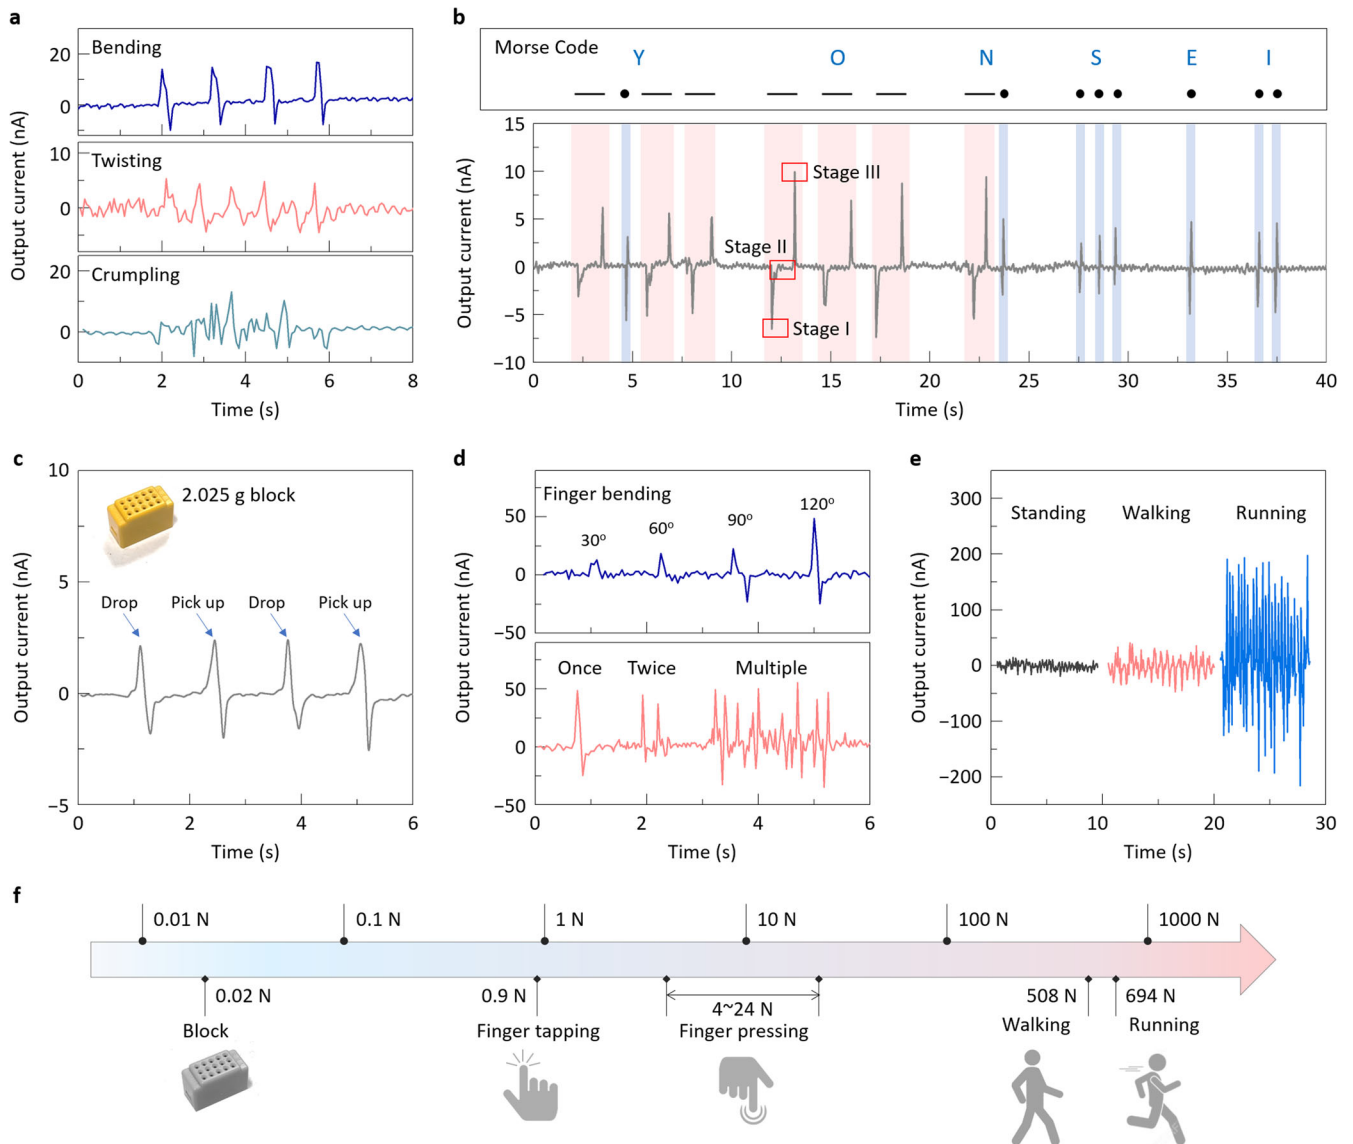 a
Bending
20
0
Twisting
10
0
Crumpling
20
0
0 2 4 6 8
Time (s)
Output current (nA)
b
Morse Code
Y O N S E I
15
10
5
0
−5
−10
Stage III
Stage II
Stage I
0 5 10 15 20 25 30 35 40
Time (s)
Output current (nA)
c
10
5
0
−5
2.025 g block
Drop Pick up Drop Pick up
0 2 4 6
Time (s)
Output current (nA)
d
Finger bending
50
0
−50
30° 60° 90° 120°
Once Twice Multiple
50
0
−50
0 2 4 6
Time (s)
Output current (nA)
e
300
200
100
0
−100
−200
Standing Walking Running
0 10 20 30
Time (s)
Output current (nA)
f
0.01 N 0.1 N 1 N 10 N 100 N 1000 N
0.02 N 0.9 N 4~24 N 508 N 694 N
Block Finger tapping Finger pressing Walking Running